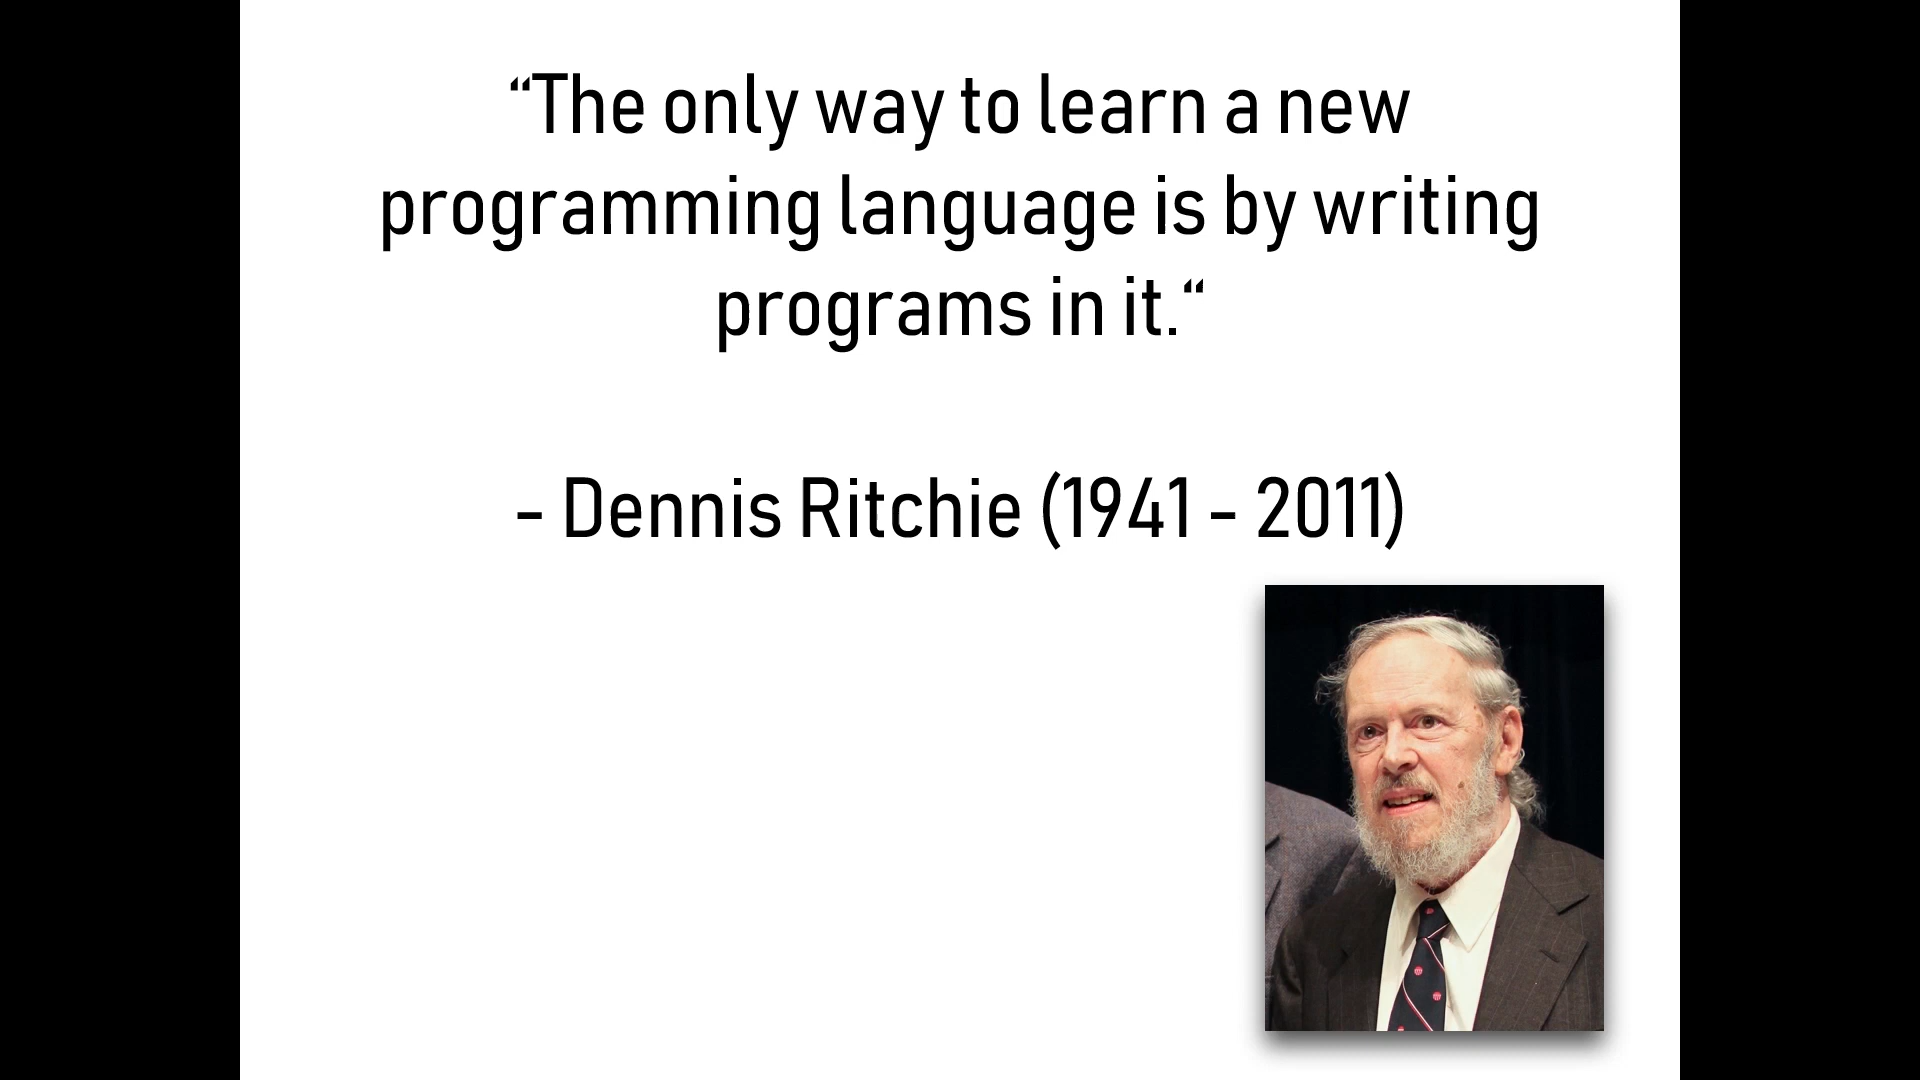 “The only way to learn a new
programming language is by writing
programs in it.“
- Dennis Ritchie (1941 - 2011)